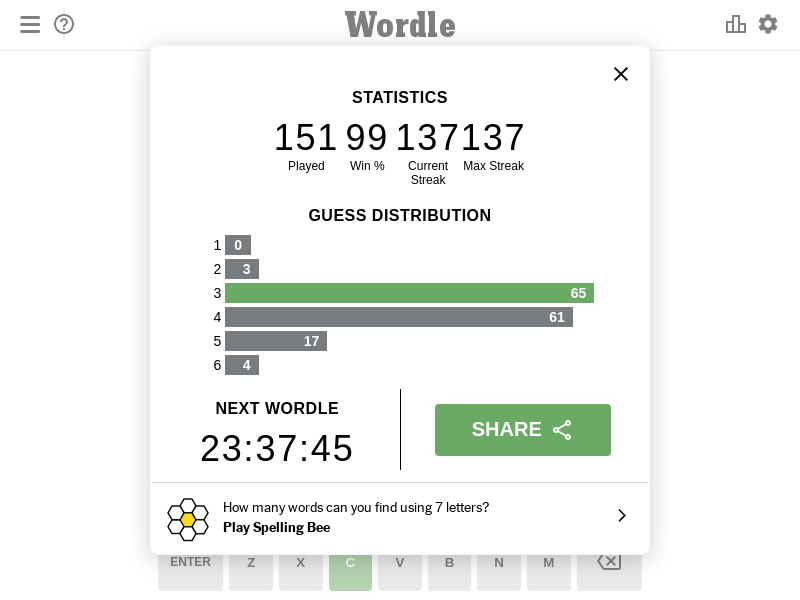 Wordle
STATISTICS
151 99 137 137
Played Win % Current Streak Max Streak
GUESS DISTRIBUTION
1 0
2 3
3 65
4 61
5 17
6 4
NEXT WORDLE
23:37:45
SHARE
How many words can you find using 7 letters?
Play Spelling Bee
ENTER Z X C V B N M